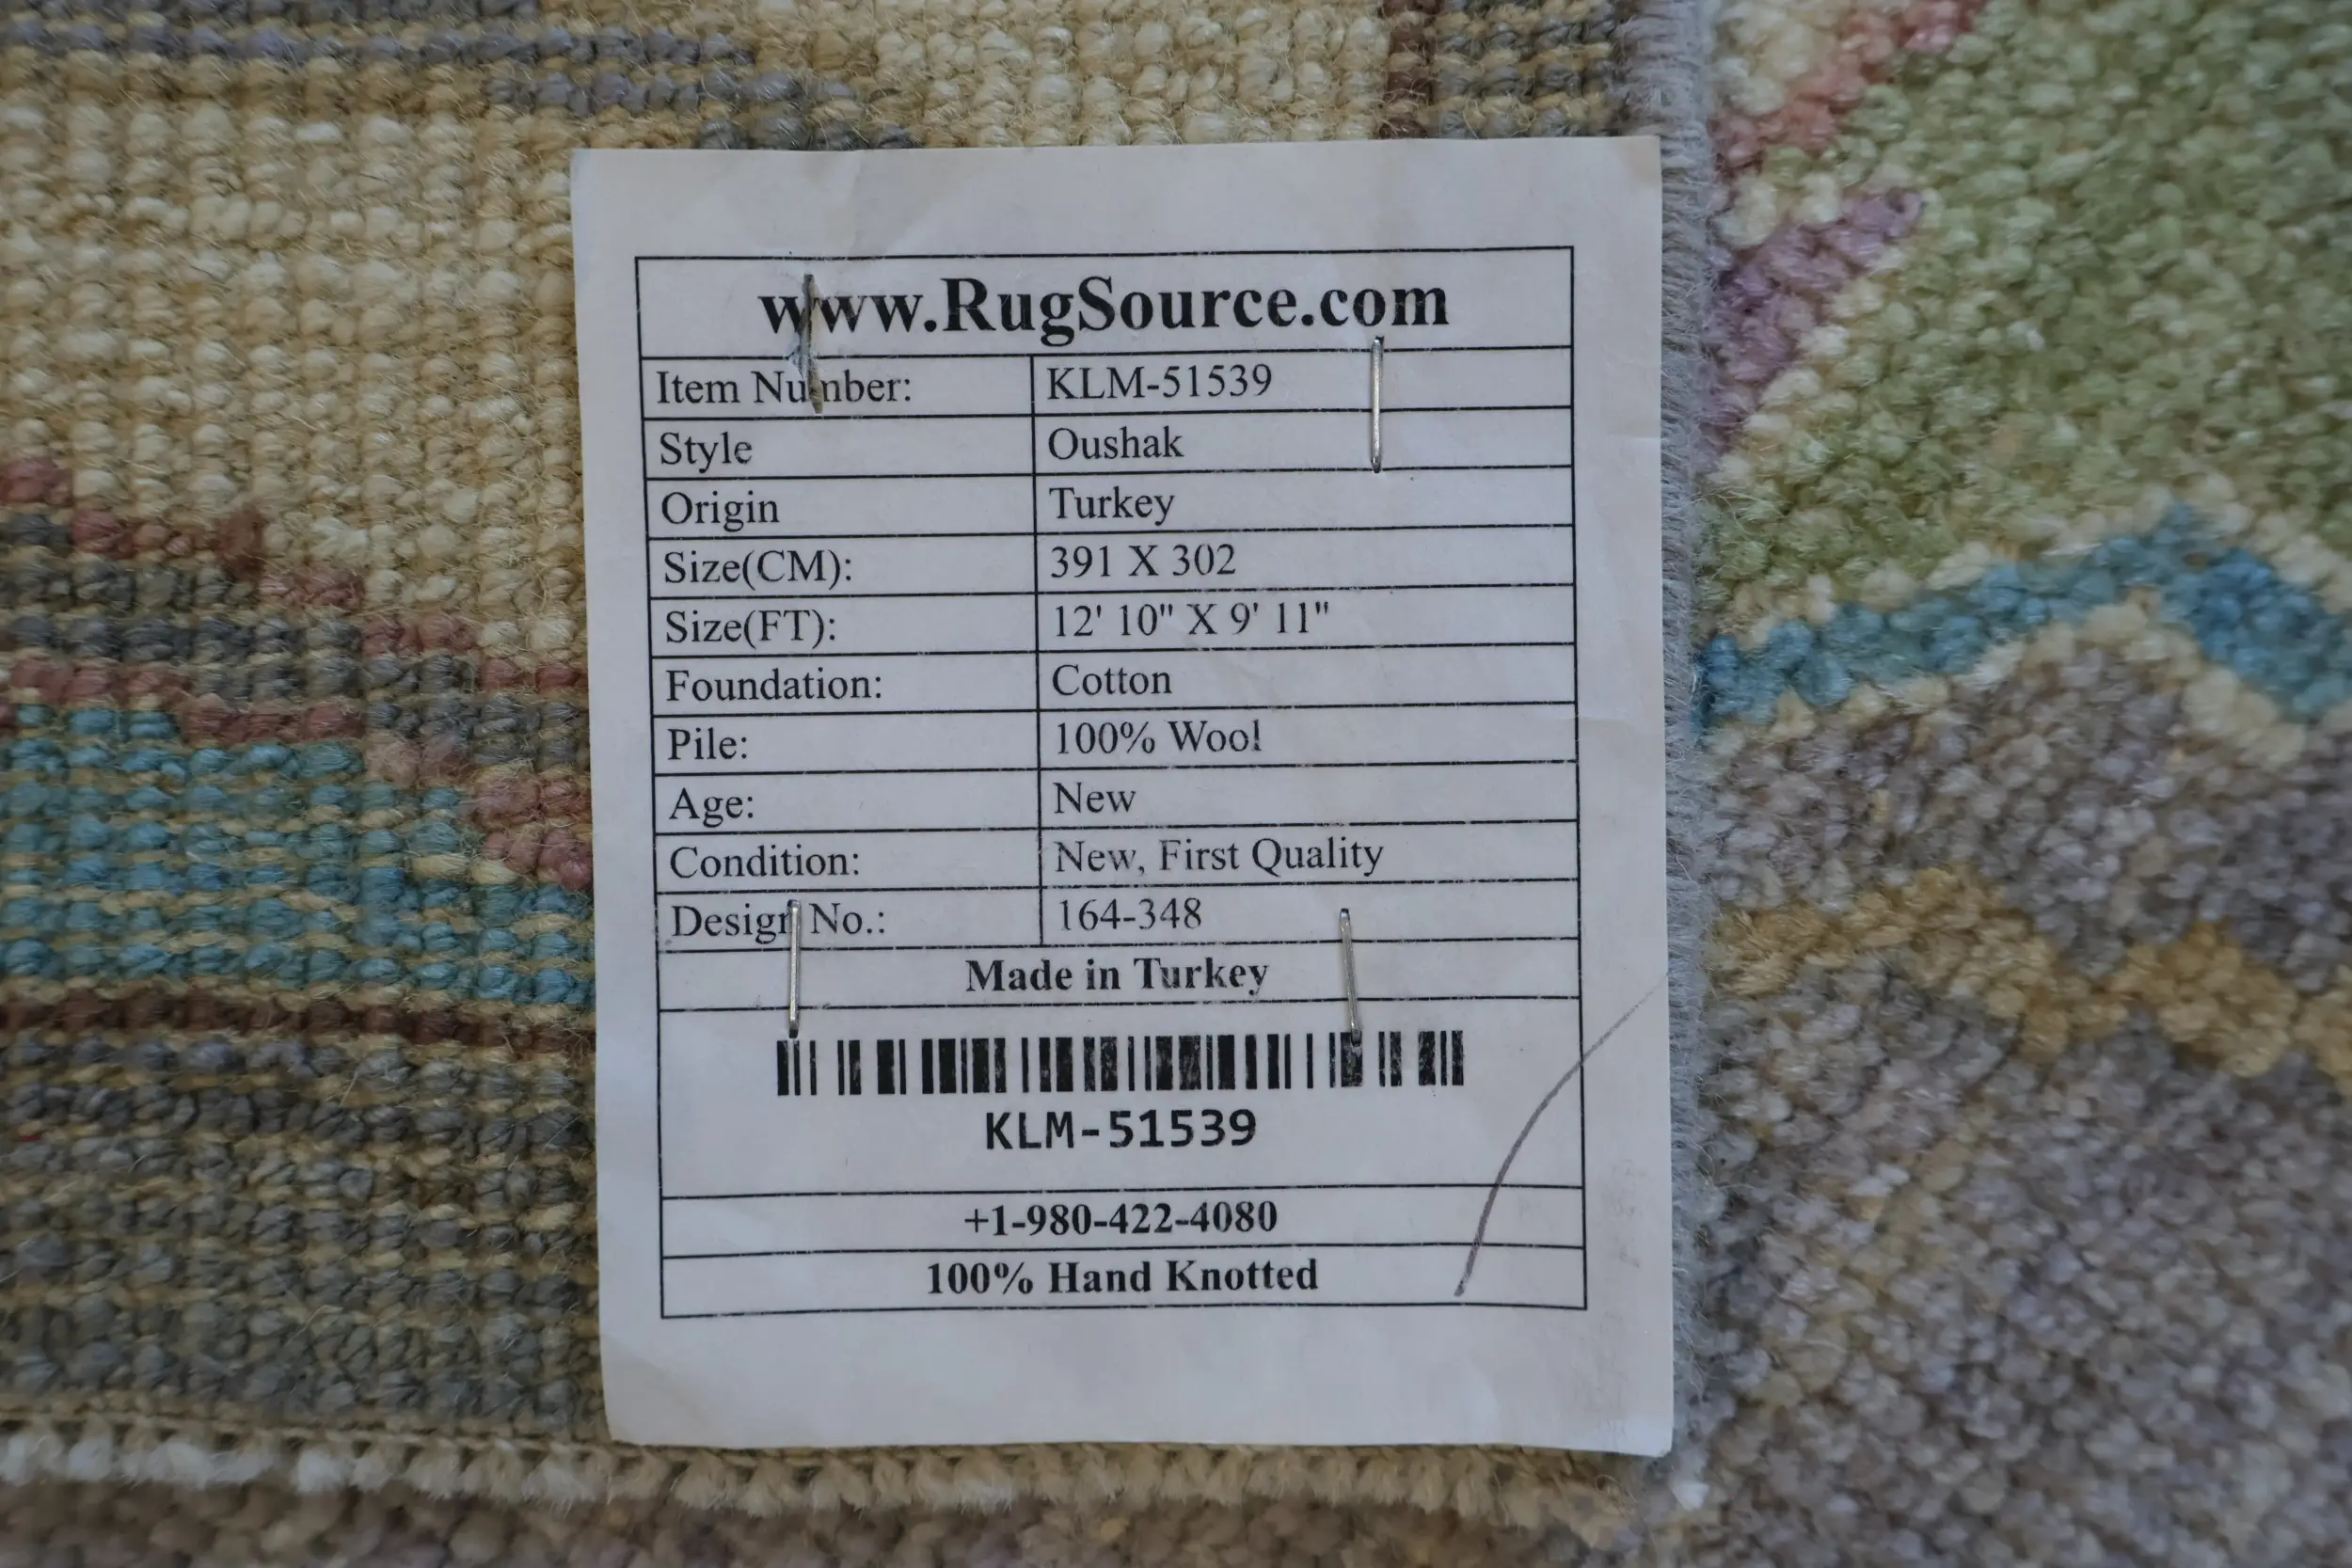 www.RugSource.com
Item Number: KLM-51539
Style Oushak
Origin Turkey
Size(CM): 391 X 302
Size(FT): 12' 10" X 9' 11"
Foundation: Cotton
Pile: 100% Wool
Age: New
Condition: New, First Quality
Design No.: 164-348
Made in Turkey
KLM-51539
+1-980-422-4080
100% Hand Knotted